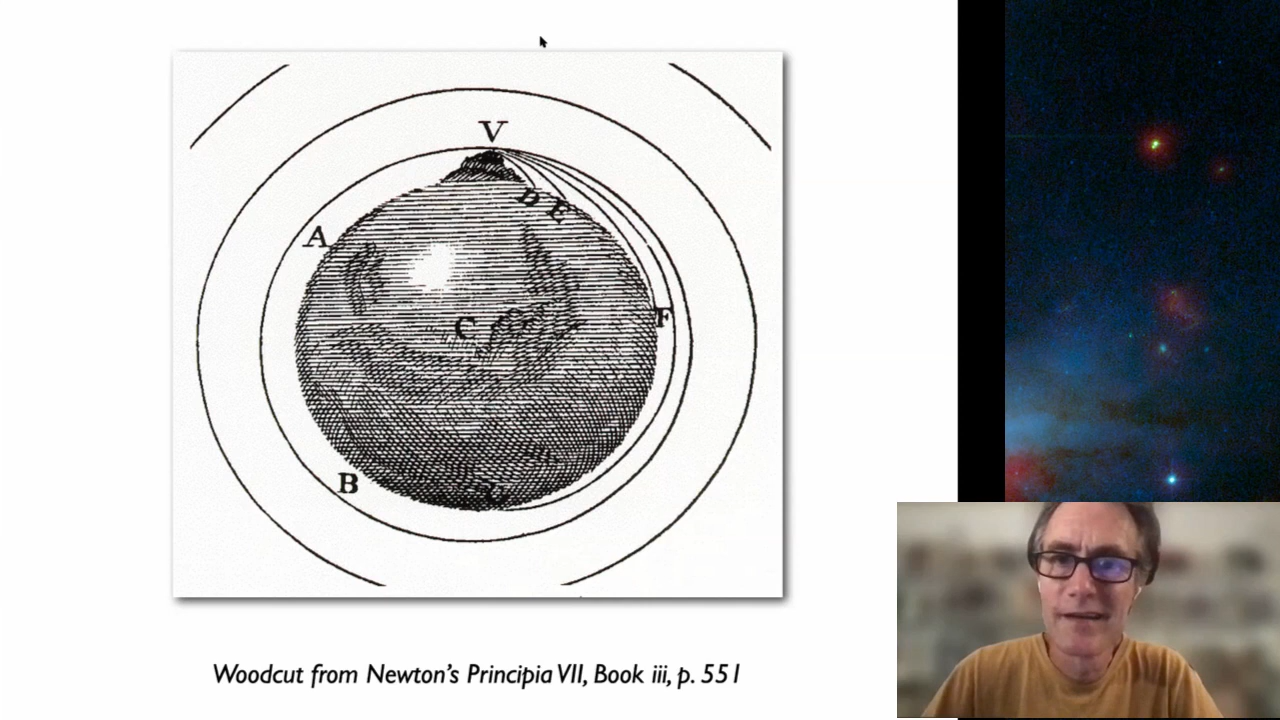 V
D E
A
C
F
B
G
Woodcut from Newton's Principia VII, Book iii, p. 551